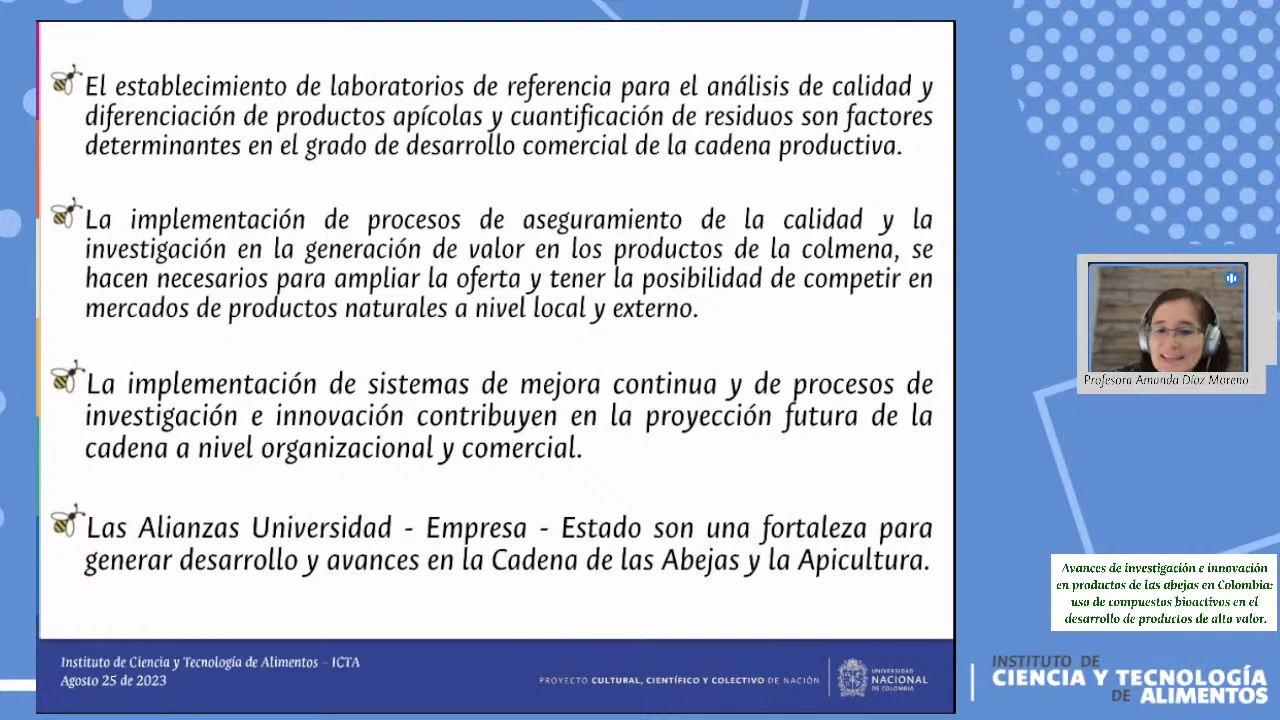 El establecimiento de laboratorios de referencia para el análisis de calidad y
diferenciación de productos apícolas y cuantificación de residuos son factores
determinantes en el grado de desarrollo comercial de la cadena productiva.
La implementación de procesos de aseguramiento de la calidad y la
investigación en la generación de valor en los productos de la colmena, se
hacen necesarios para ampliar la oferta y tener la posibilidad de competir en
mercados de productos naturales a nivel local y externo.
La implementación de sistemas de mejora continua y de procesos de
investigación e innovación contribuyen en la proyección futura de la
cadena a nivel organizacional y comercial.
Las Alianzas Universidad - Empresa - Estado son una fortaleza para
generar desarrollo y avances en la Cadena de las Abejas y la Apicultura.
Instituto de Ciencia y Tecnología de Alimentos – ICTA
Agosto 25 de 2023
PROYECTO CULTURAL, CIENTÍFICO Y COLECTIVO DE NACIÓN
UNIVERSIDAD
NACIONAL
DE COLOMBIA
Profesora Amanda Díaz Moreno
Avances de investigación e innovación
en productos de las abejas en Colombia:
uso de compuestos bioactivos en el
desarrollo de productos de alto valor.
INSTITUTO DE
CIENCIA Y TECNOLOGÍA
DE ALIMENTOS